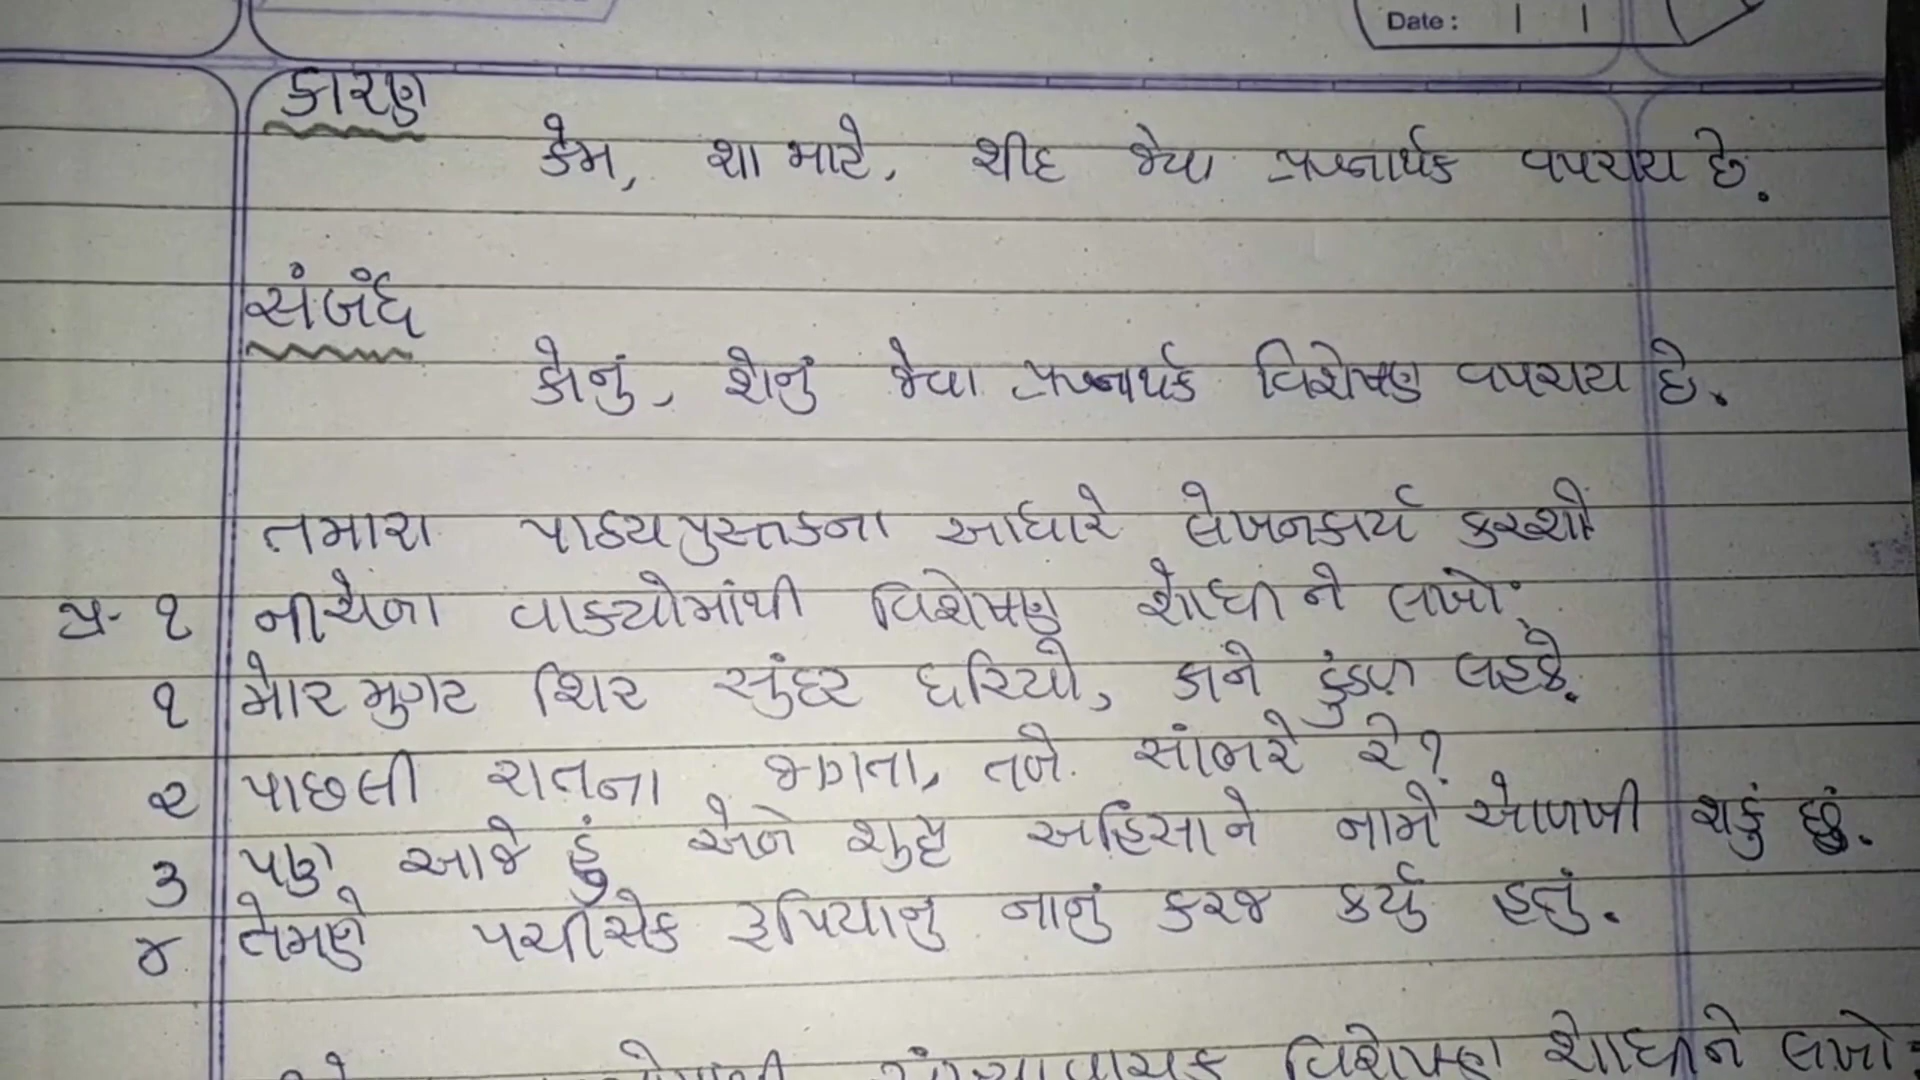 Date :
કારણ
કેમ, શા માટે, શીદ જેવા પ્રશ્નાર્થક વપરાય છે.
સંબંધ
કોનું, શેનું જેવા પ્રશ્નાર્થક વિશેષણ વપરાય છે.
તમારા પાઠ્યપુસ્તકના આધારે લેખનકાર્ય કરશો
પ્ર- ૧ નીચેના વાક્યોમાંથી વિશેષણ શોધીને લખો:
૧ મોર મુગટ શિર સુંદર ધરિયો, કાને કુંડળ લહકે.
૨ પાછલી રાતના જાગતા, તને સાંભરે રે?
૩ પણ આજે હું એને શુદ્ધ અહિંસાને નામે ઓળખી શકું છું.
૪ તેમણે પચીસેક રૂપિયાનુ નાનું કરજ કર્યું હતું.
વિશેષણ શોધીને લખો: